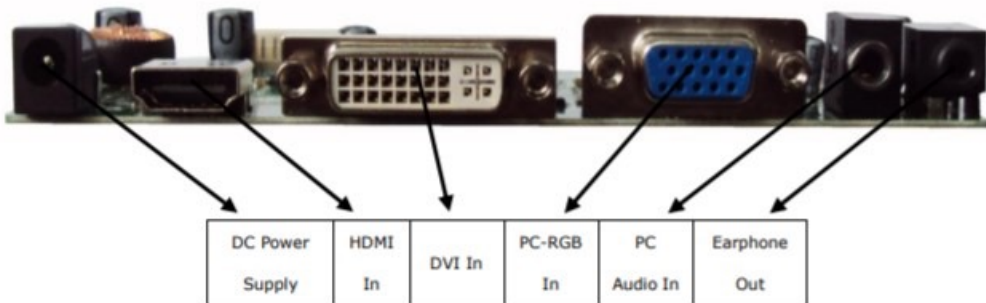 DC Power
Supply
HDMI
In
DVI In
PC-RGB
In
PC
Audio In
Earphone
Out